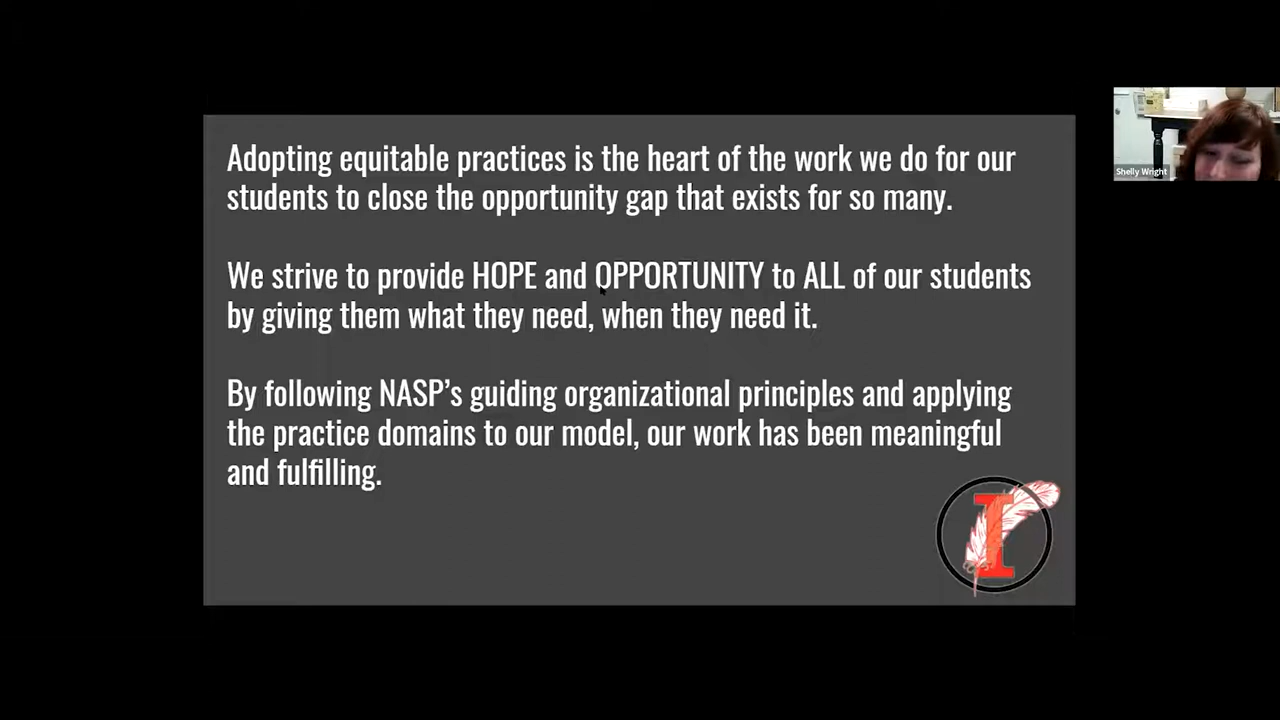 Adopting equitable practices is the heart of the work we do for our
students to close the opportunity gap that exists for so many.
We strive to provide HOPE and OPPORTUNITY to ALL of our students
by giving them what they need, when they need it.
By following NASP’s guiding organizational principles and applying
the practice domains to our model, our work has been meaningful
and fulfilling.
I
Shelly Wright